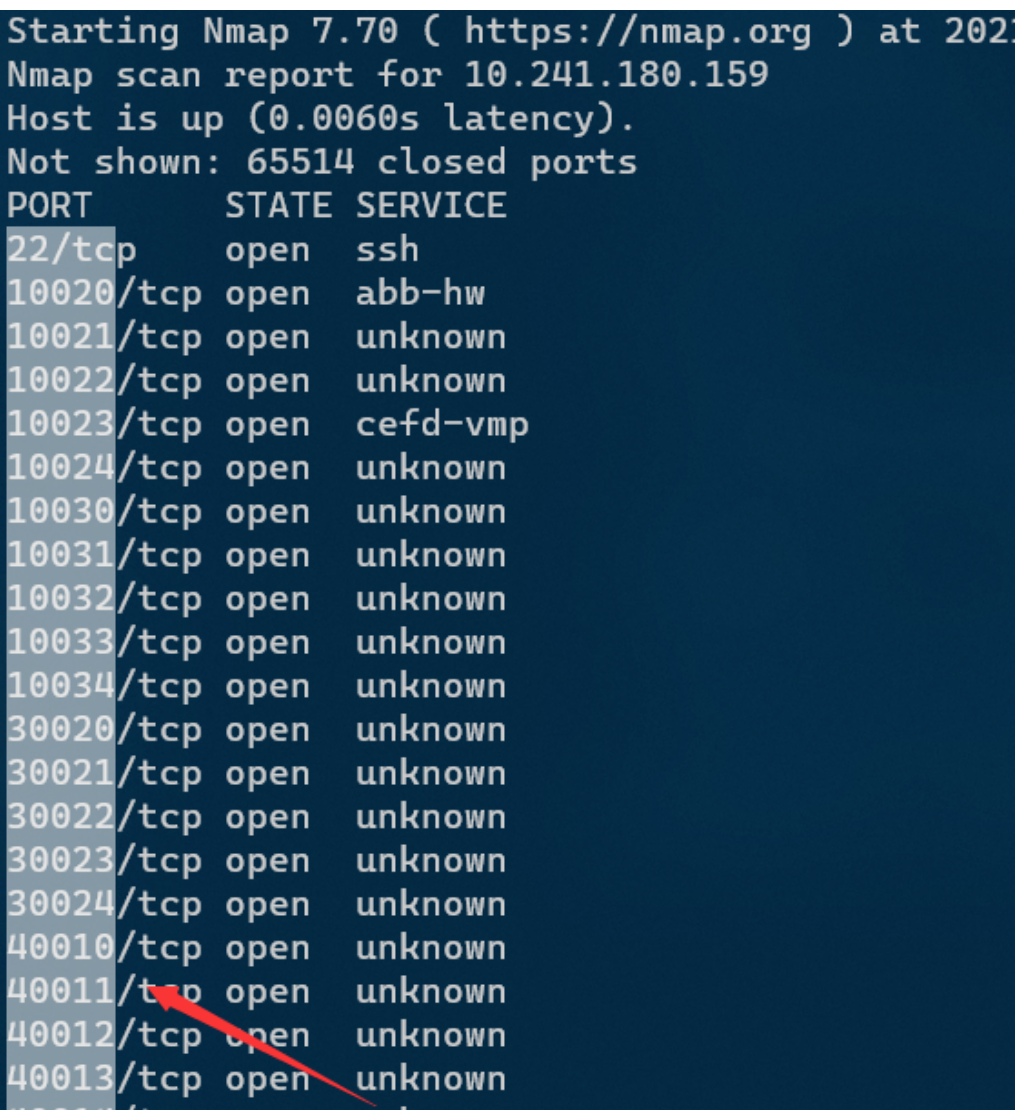 Starting Nmap 7.70 ( https://nmap.org ) at 202
Nmap scan report for 10.241.180.159
Host is up (0.0060s latency).
Not shown: 65514 closed ports
PORT      STATE SERVICE
22/tcp    open  ssh
10020/tcp open  abb-hw
10021/tcp open  unknown
10022/tcp open  unknown
10023/tcp open  cefd-vmp
10024/tcp open  unknown
10030/tcp open  unknown
10031/tcp open  unknown
10032/tcp open  unknown
10033/tcp open  unknown
10034/tcp open  unknown
30020/tcp open  unknown
30021/tcp open  unknown
30022/tcp open  unknown
30023/tcp open  unknown
30024/tcp open  unknown
40010/tcp open  unknown
40011/tcp open  unknown
40012/tcp open  unknown
40013/tcp open  unknown